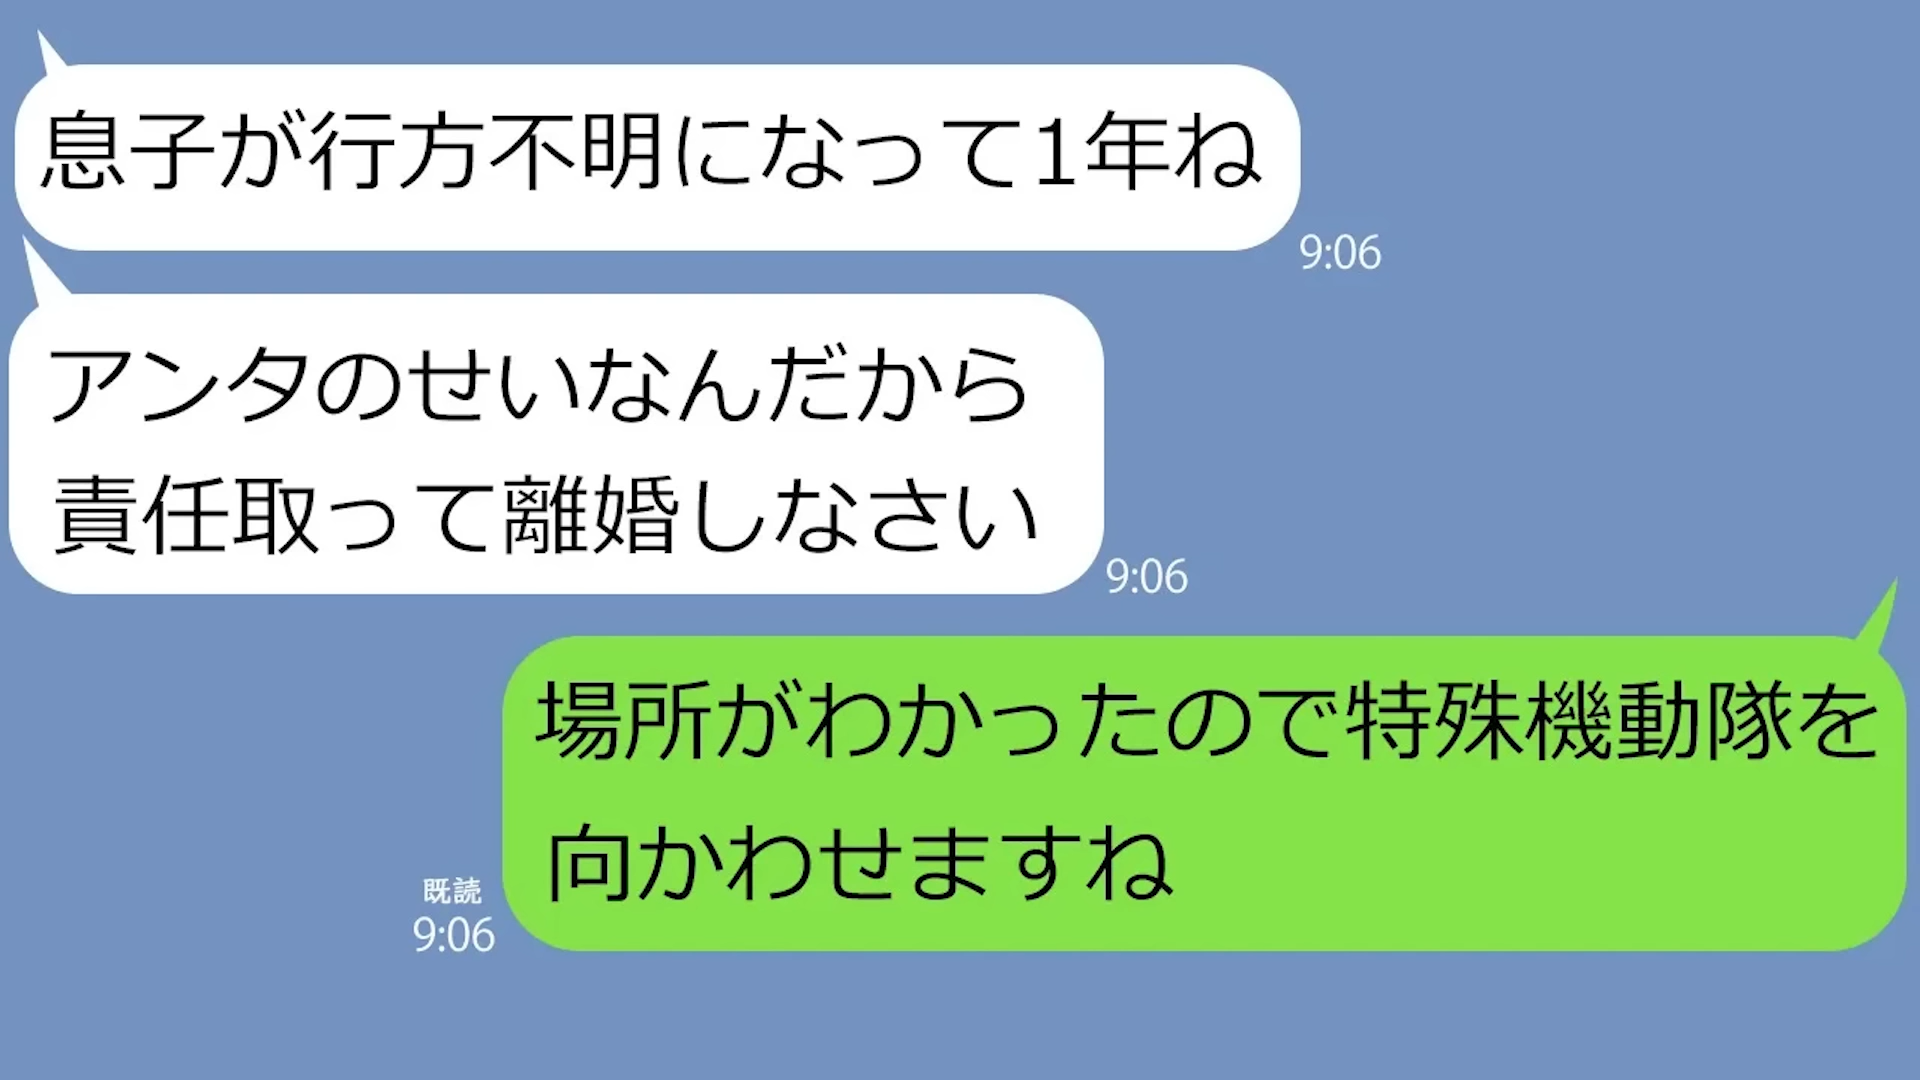 息子が行方不明になって1年ね
9:06
アンタのせいなんだから
責任取って離婚しなさい
9:06
場所がわかったので特殊機動隊を
向かわせますね
既読
9:06